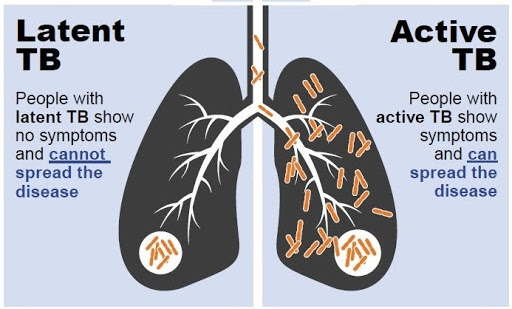 Latent
TB
People with
latent TB show
no symptoms
and cannot
spread the
disease
Active
TB
People with
active TB show
symptoms
and can
spread the
disease